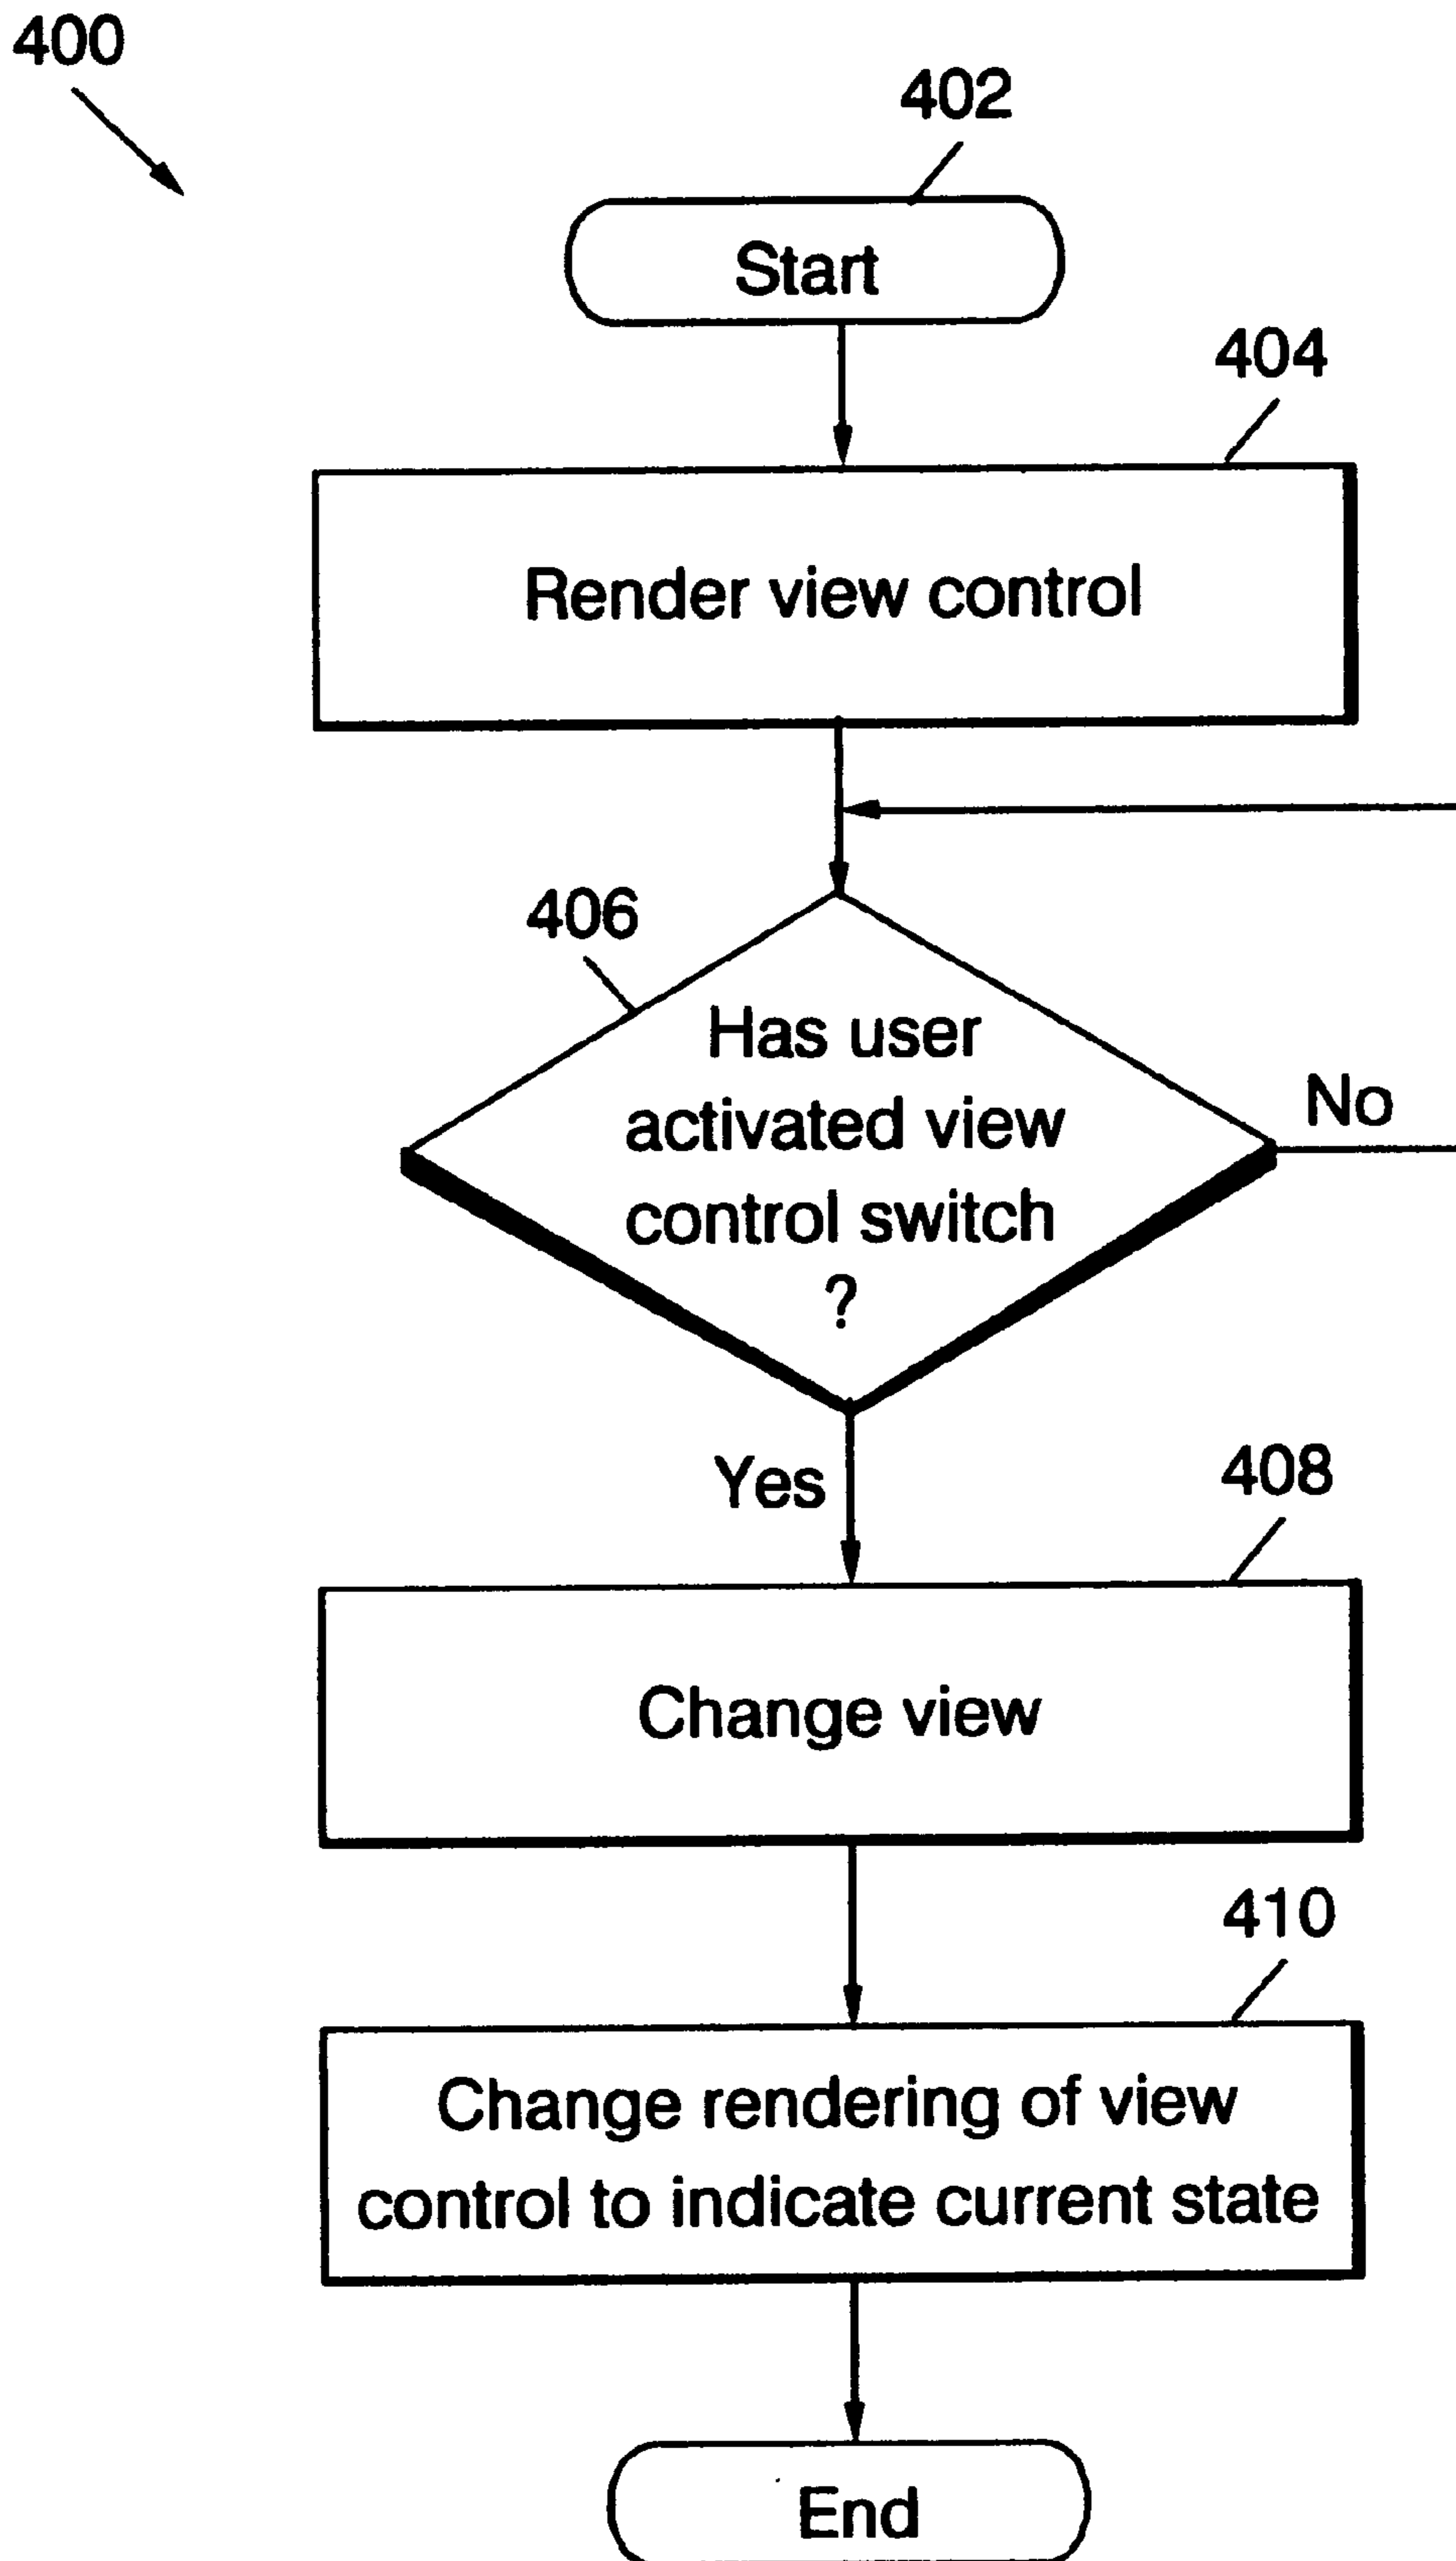 400
402
Start
404
Render view control
406
Has user
activated view
control switch
?
No
Yes
408
Change view
410
Change rendering of view
control to indicate current state
End